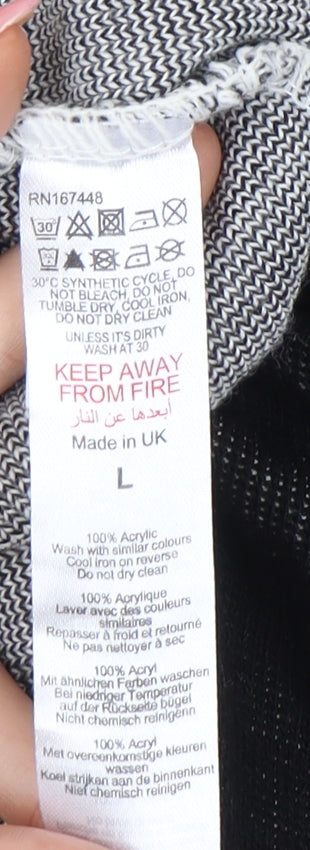 RN167448
30
30°C SYNTHETIC CYCLE, DO
NOT BLEACH, DO NOT
TUMBLE DRY, COOL IRON,
DO NOT DRY CLEAN
UNLESS IT'S DIRTY
WASH AT 30
KEEP AWAY
FROM FIRE
أبعدها عن النار
Made in UK
L
100% Acrylic
Wash with similar colours
Cool iron on reverse
Do not dry clean
100% Acrylique
Laver avec des couleurs
similaires
Repasser à froid et retourné
Ne pas nettoyer à sec
100% Acryl
Mit ähnlichen Farben waschen
Bei niedriger Temperatur
auf der Rückseite bügel
Nicht chemisch reinigenn
100% Acryl
Met overeenkomstige kleuren
wassen
Koel strijken aan de binnenkant
Niet chemisch reinigen